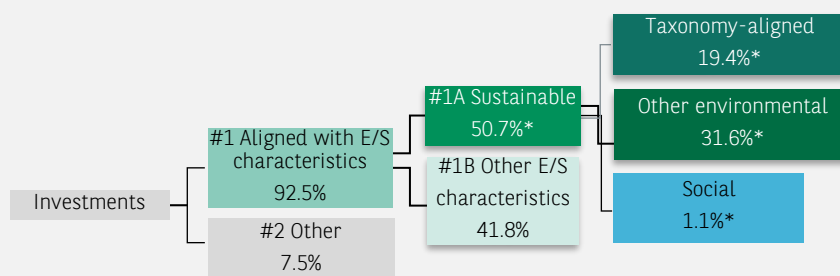 Investments
#1 Aligned with E/S
characteristics
92.5%
#2 Other
7.5%
#1A Sustainable
50.7%*
#1B Other E/S
characteristics
41.8%
Taxonomy-aligned
19.4%*
Other environmental
31.6%*
Social
1.1%*